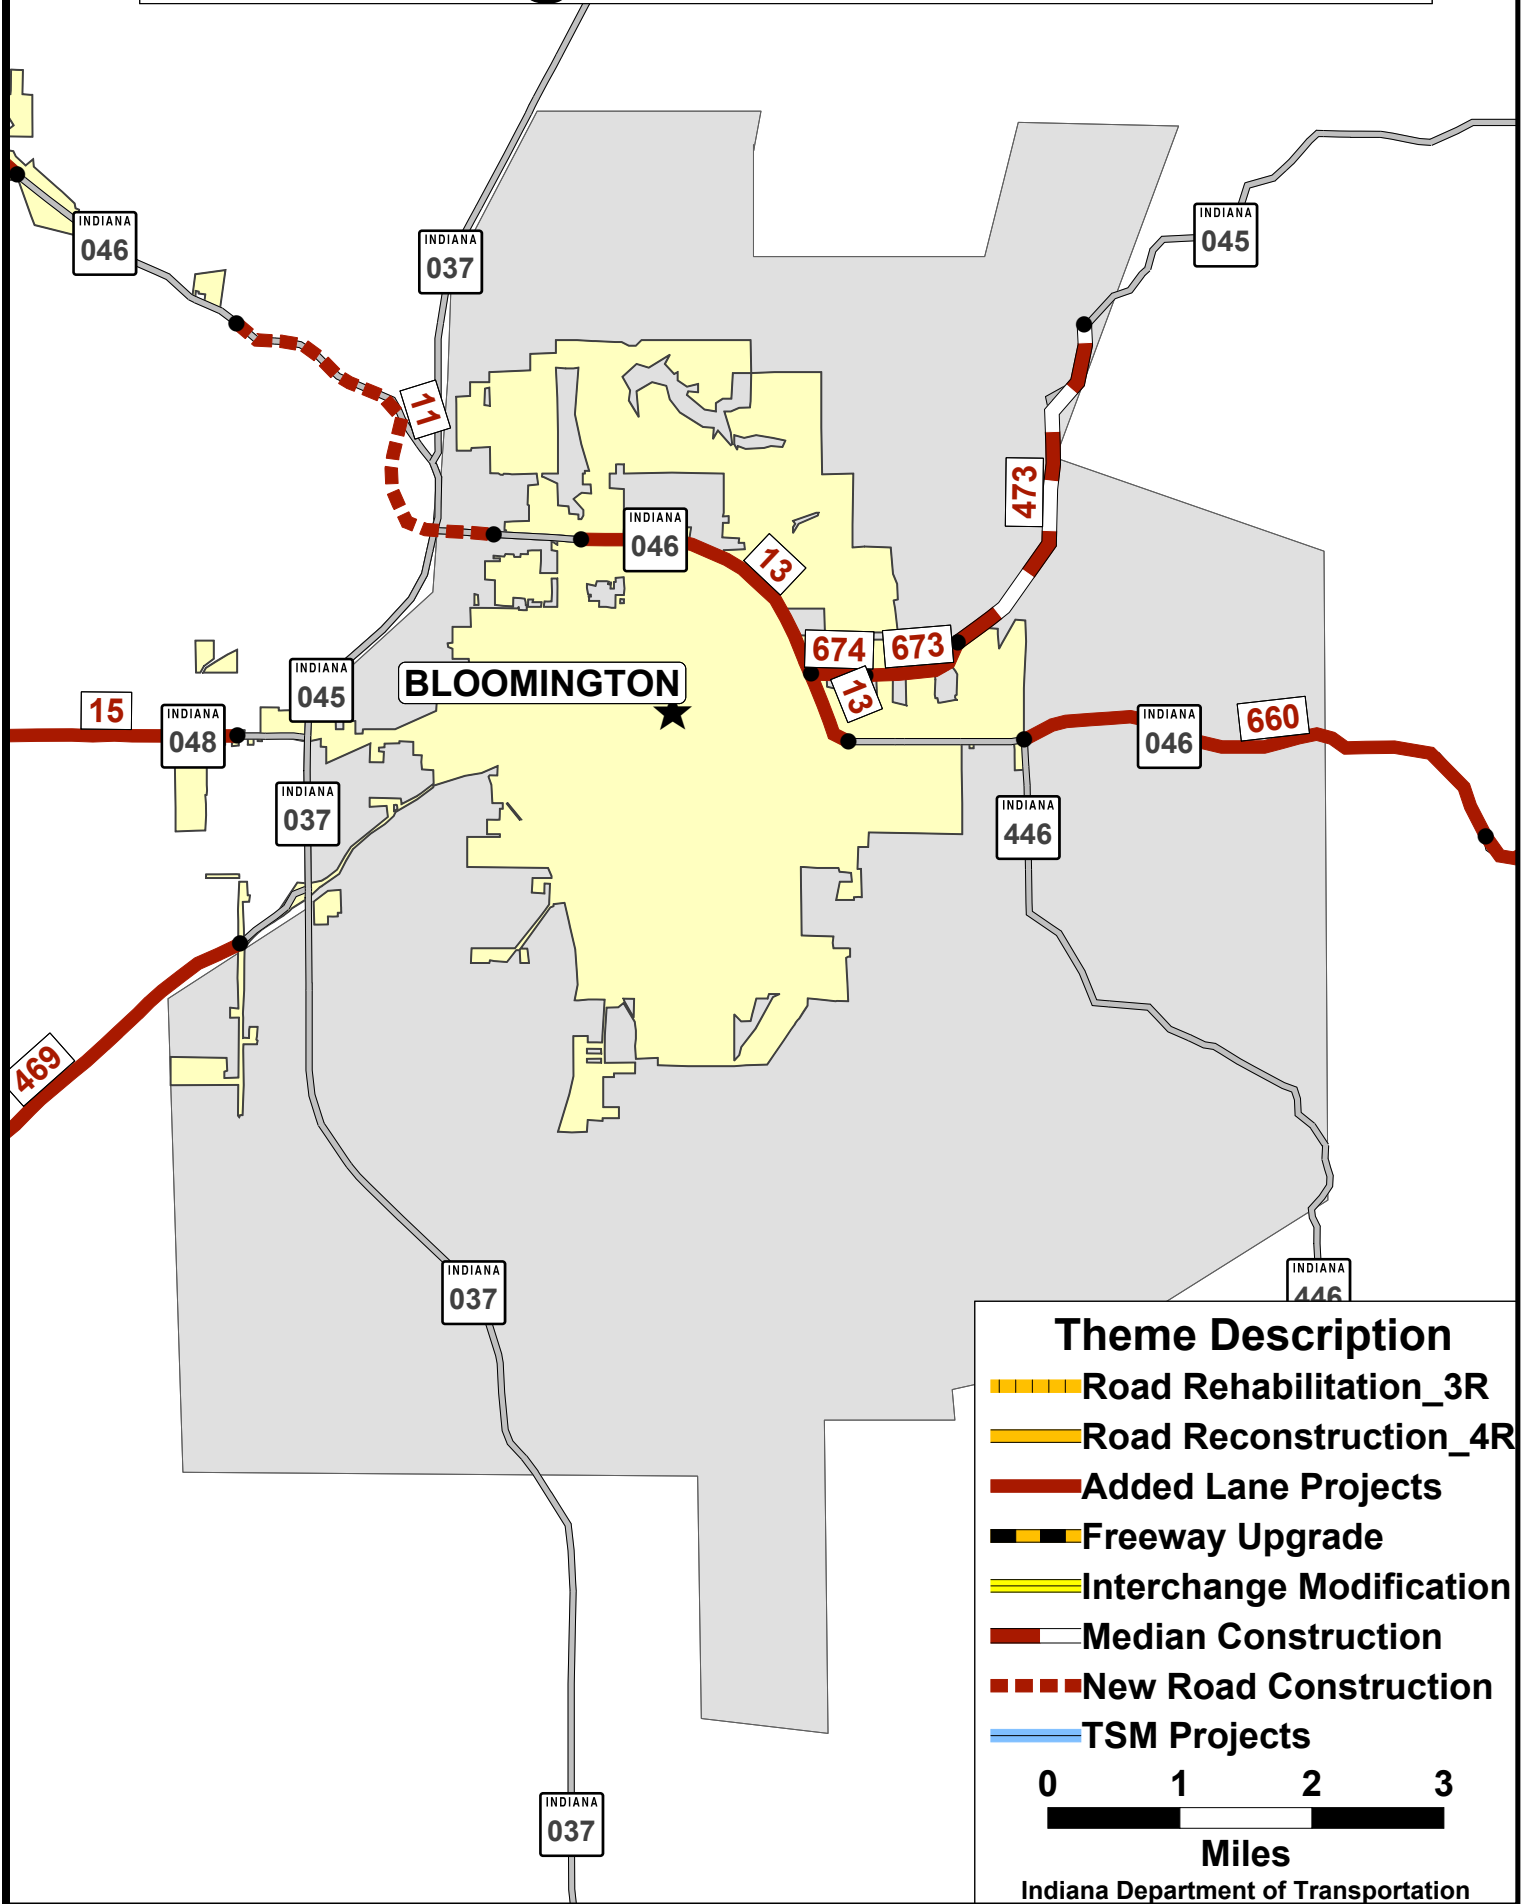 INDIANA
046
INDIANA
037
INDIANA
045
11
473
INDIANA
046
13
674
673
13
BLOOMINGTON
INDIANA
045
15
INDIANA
048
INDIANA
046
660
INDIANA
037
INDIANA
446
469
INDIANA
037
INDIANA
446
Theme Description
Road Rehabilitation_3R
Road Reconstruction_4R
Added Lane Projects
Freeway Upgrade
Interchange Modification
Median Construction
New Road Construction
TSM Projects
0 1 2 3
Miles
Indiana Department of Transportation
INDIANA
037